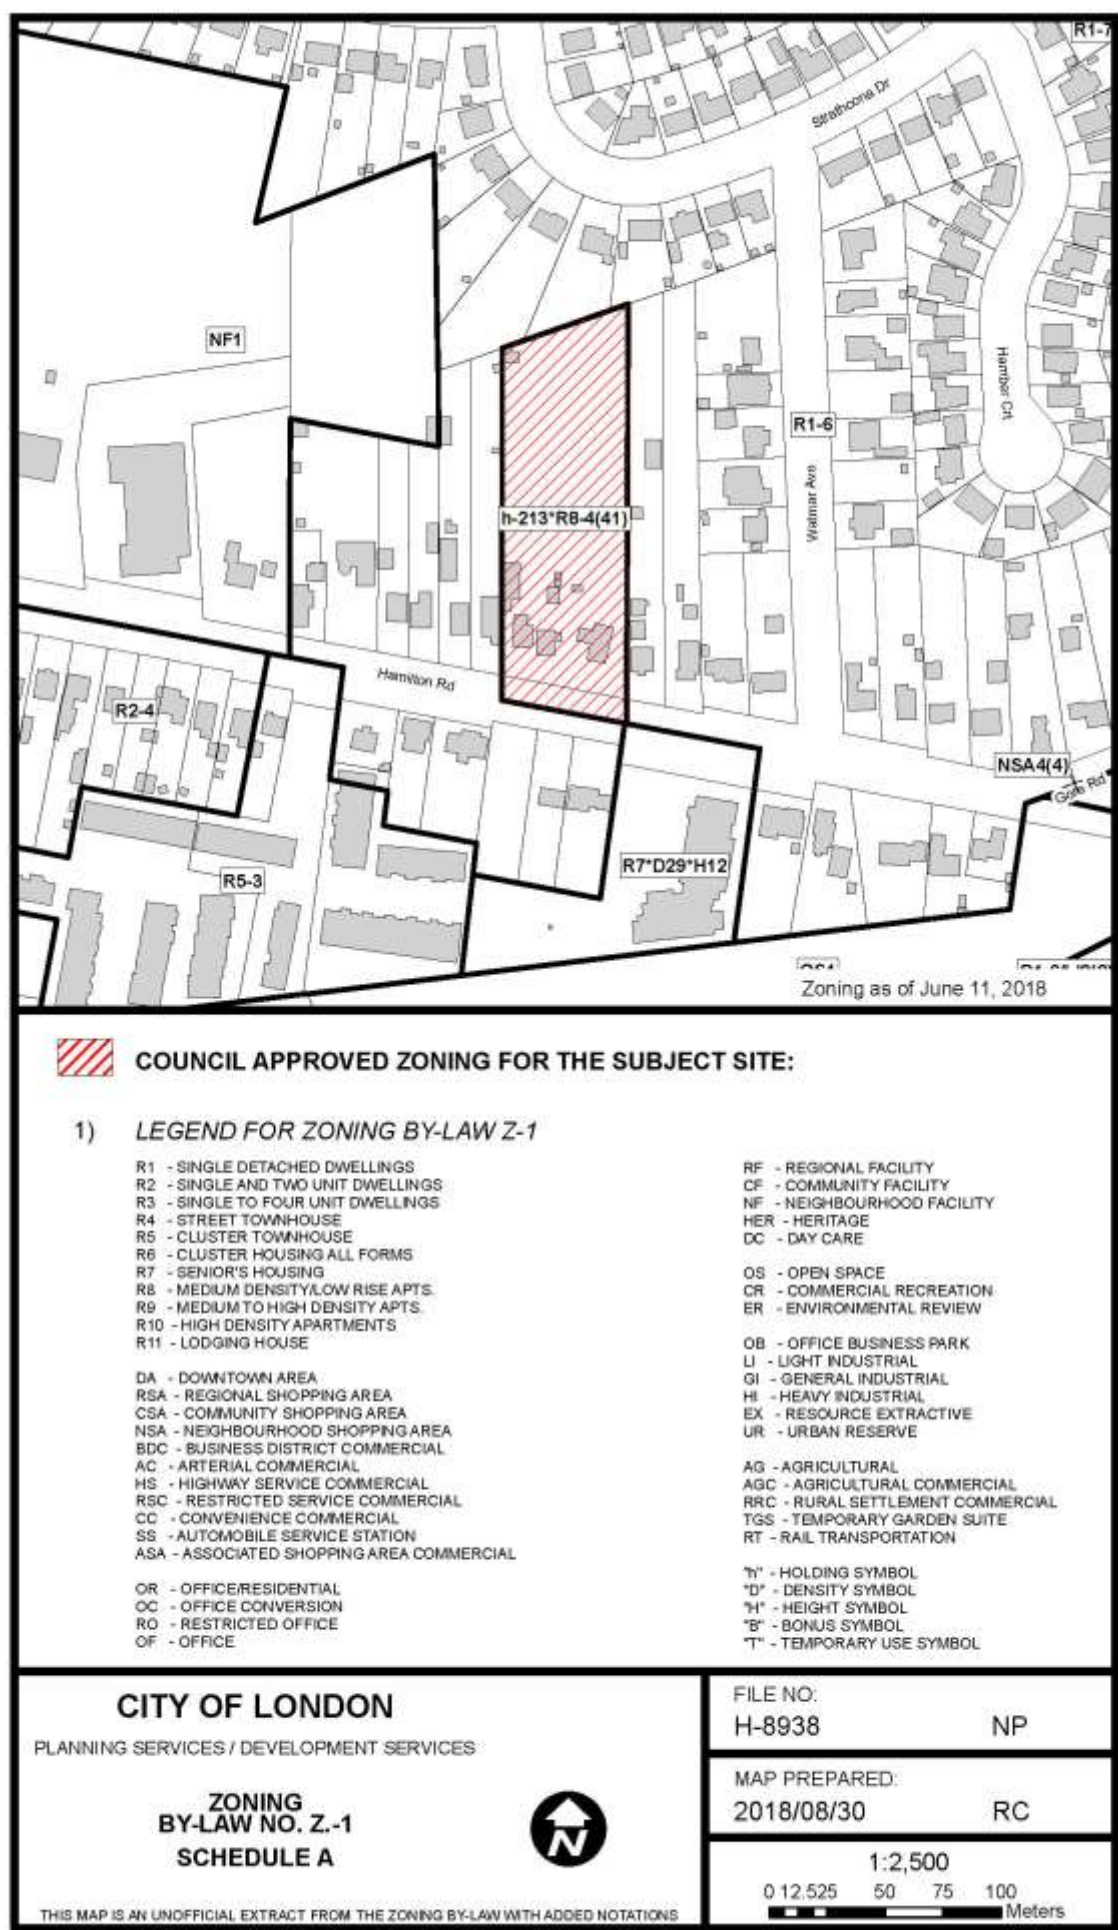 R1-7
Strathcona Dr
NF1
Hamber Crt
R1-6
Watmar Ave
h-213*R8-4(41)
Hamilton Rd
R2-4
NSA4(4)
Gore Rd
R7*D29*H12
R5-3
OS1
Zoning as of June 11, 2018
COUNCIL APPROVED ZONING FOR THE SUBJECT SITE:
1) LEGEND FOR ZONING BY-LAW Z-1
R1 - SINGLE DETACHED DWELLINGS
R2 - SINGLE AND TWO UNIT DWELLINGS
R3 - SINGLE TO FOUR UNIT DWELLINGS
R4 - STREET TOWNHOUSE
R5 - CLUSTER TOWNHOUSE
R6 - CLUSTER HOUSING ALL FORMS
R7 - SENIOR'S HOUSING
R8 - MEDIUM DENSITY/LOW RISE APTS.
R9 - MEDIUM TO HIGH DENSITY APTS.
R10 - HIGH DENSITY APARTMENTS
R11 - LODGING HOUSE
DA - DOWNTOWN AREA
RSA - REGIONAL SHOPPING AREA
CSA - COMMUNITY SHOPPING AREA
NSA - NEIGHBOURHOOD SHOPPING AREA
BDC - BUSINESS DISTRICT COMMERCIAL
AC - ARTERIAL COMMERCIAL
HS - HIGHWAY SERVICE COMMERCIAL
RSC - RESTRICTED SERVICE COMMERCIAL
CC - CONVENIENCE COMMERCIAL
SS - AUTOMOBILE SERVICE STATION
ASA - ASSOCIATED SHOPPING AREA COMMERCIAL
OR - OFFICE/RESIDENTIAL
OC - OFFICE CONVERSION
RO - RESTRICTED OFFICE
OF - OFFICE
RF - REGIONAL FACILITY
CF - COMMUNITY FACILITY
NF - NEIGHBOURHOOD FACILITY
HER - HERITAGE
DC - DAY CARE
OS - OPEN SPACE
CR - COMMERCIAL RECREATION
ER - ENVIRONMENTAL REVIEW
OB - OFFICE BUSINESS PARK
LI - LIGHT INDUSTRIAL
GI - GENERAL INDUSTRIAL
HI - HEAVY INDUSTRIAL
EX - RESOURCE EXTRACTIVE
UR - URBAN RESERVE
AG - AGRICULTURAL
AGC - AGRICULTURAL COMMERCIAL
RRC - RURAL SETTLEMENT COMMERCIAL
TGS - TEMPORARY GARDEN SUITE
RT - RAIL TRANSPORTATION
"h" - HOLDING SYMBOL
"D" - DENSITY SYMBOL
"H" - HEIGHT SYMBOL
"B" - BONUS SYMBOL
"T" - TEMPORARY USE SYMBOL
CITY OF LONDON
PLANNING SERVICES / DEVELOPMENT SERVICES
ZONING
BY-LAW NO. Z.-1
SCHEDULE A
N
THIS MAP IS AN UNOFFICIAL EXTRACT FROM THE ZONING BY-LAW WITH ADDED NOTATIONS
FILE NO:
H-8938 NP
MAP PREPARED:
2018/08/30 RC
1:2,500
0 12.525 50 75 100
Meters